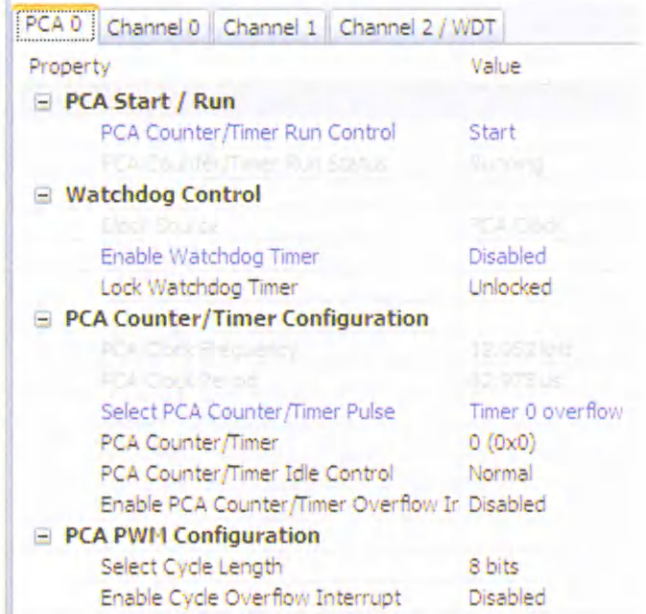 PCA 0 Channel 0 Channel 1 Channel 2 / WDT
Property Value
PCA Start / Run
PCA Counter/Timer Run Control Start
PCA Counter/Timer Run Status Running
Watchdog Control
Clock Source PCA Clock
Enable Watchdog Timer Disabled
Lock Watchdog Timer Unlocked
PCA Counter/Timer Configuration
PCA Clock Frequency
PCA Clock Period
Select PCA Counter/Timer Pulse Timer 0 overflow
PCA Counter/Timer 0 (0x0)
PCA Counter/Timer Idle Control Normal
Enable PCA Counter/Timer Overflow Ir Disabled
PCA PWM Configuration
Select Cycle Length 8 bits
Enable Cycle Overflow Interrupt Disabled